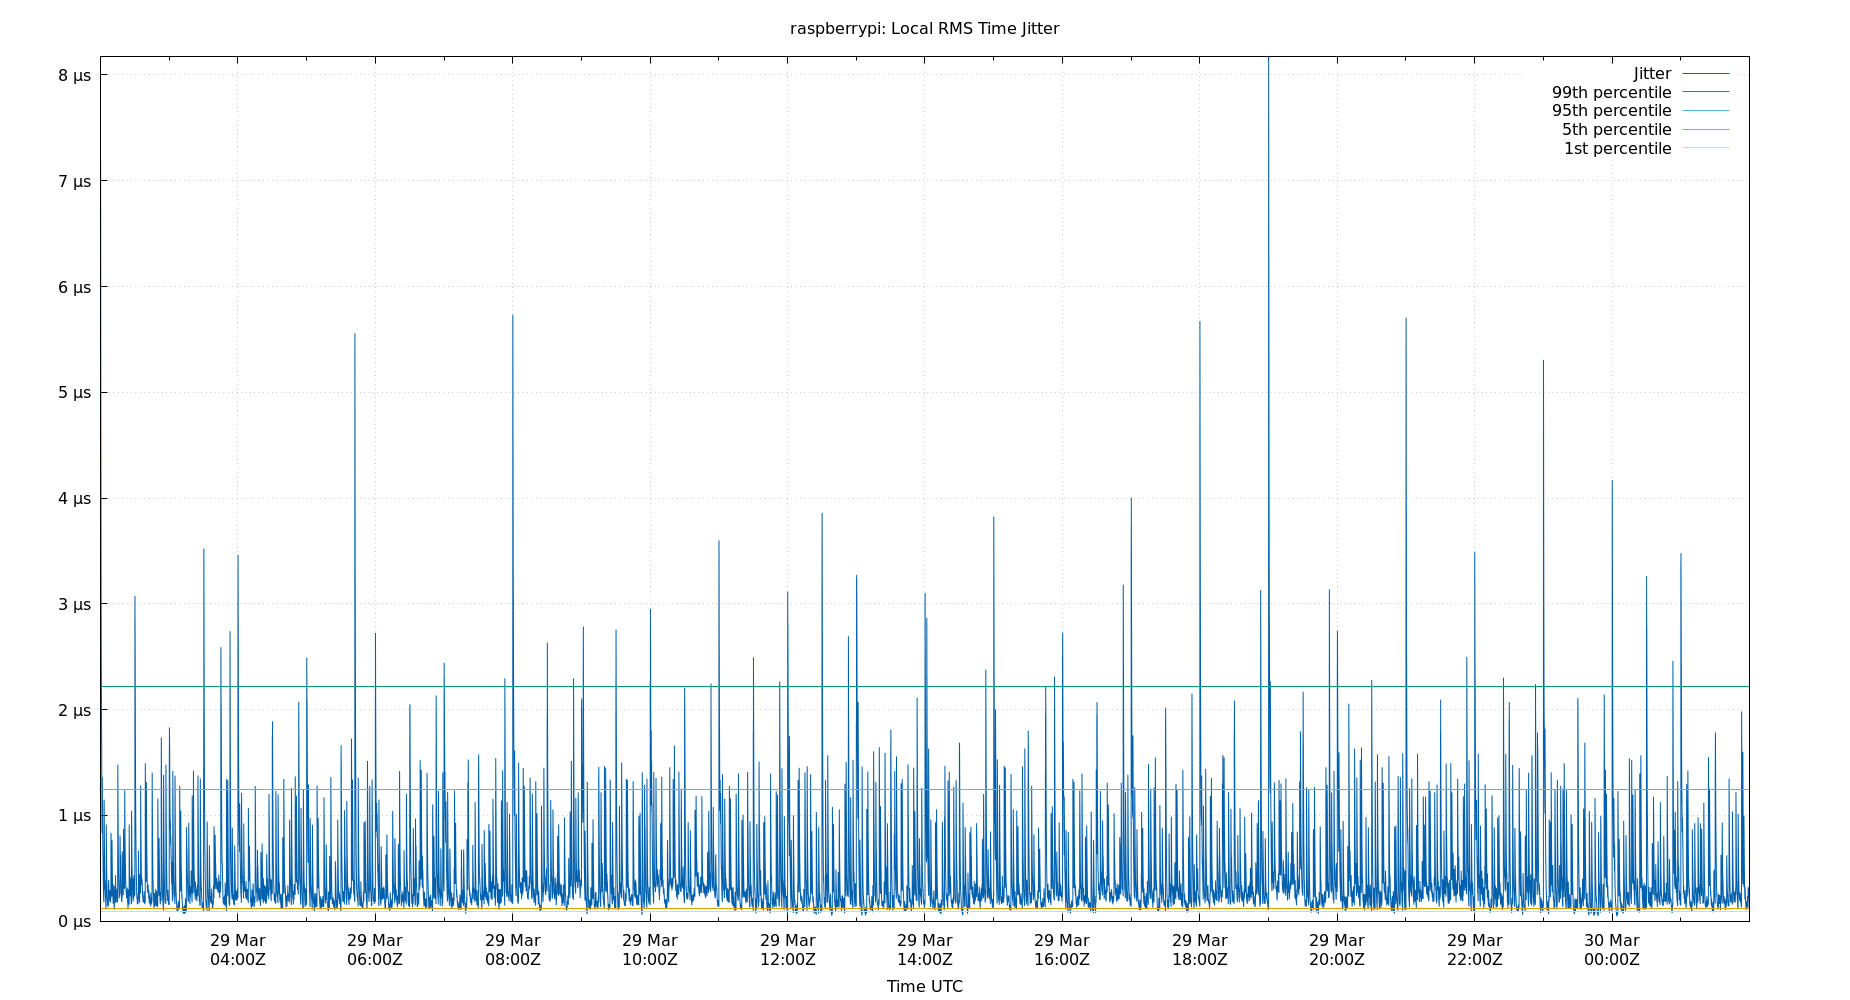 raspberrypi: Local RMS Time Jitter
8 µs
7 µs
6 µs
5 µs
4 µs
3 µs
2 µs
1 µs
0 µs
Jitter
99th percentile
95th percentile
5th percentile
1st percentile
29 Mar
04:00Z
29 Mar
06:00Z
29 Mar
08:00Z
29 Mar
10:00Z
29 Mar
12:00Z
29 Mar
14:00Z
29 Mar
16:00Z
29 Mar
18:00Z
29 Mar
20:00Z
29 Mar
22:00Z
30 Mar
00:00Z
Time UTC